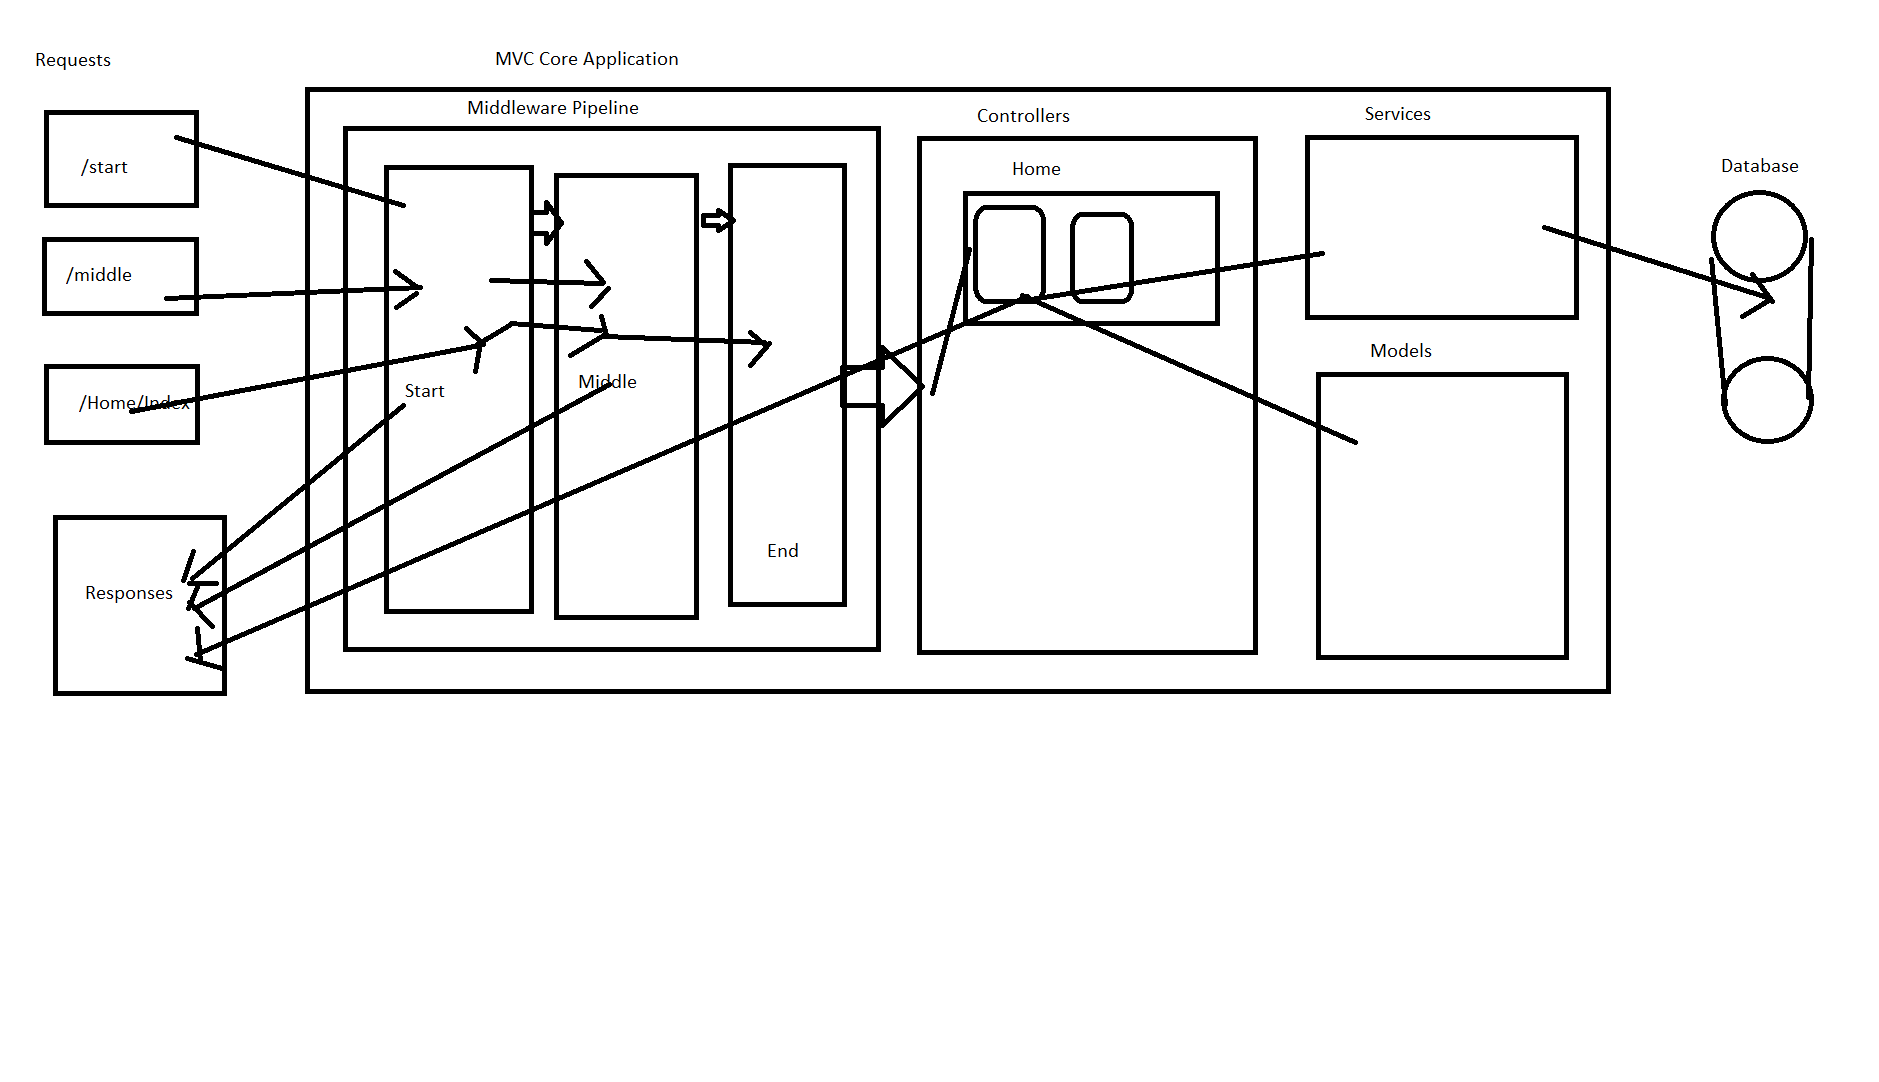 Requests
MVC Core Application
Middleware Pipeline
Controllers
Services
/start
Home
Database
/middle
Models
/Home/Index
Start
Middle
End
Responses